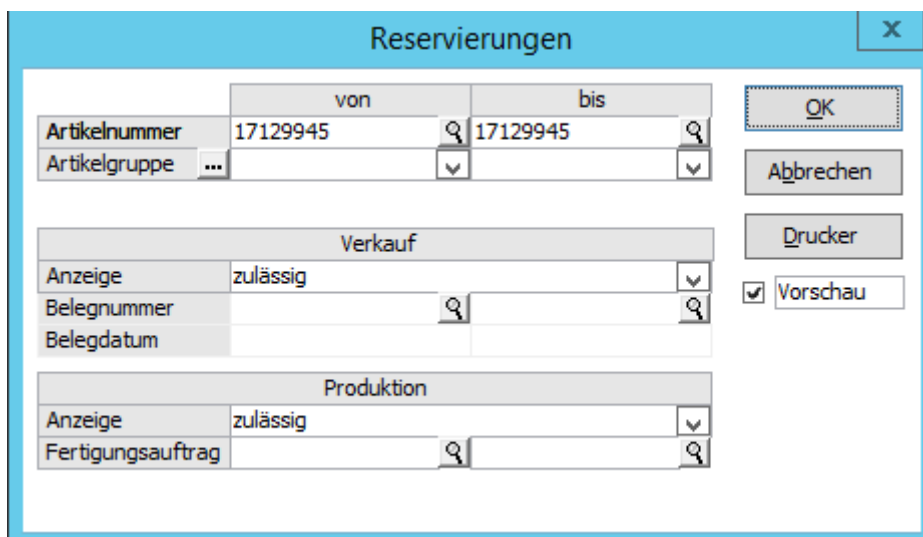 Reservierungen
x
von bis
Artikelnummer 17129945 17129945
Artikelgruppe ...
OK
Abbrechen
Drucker
Vorschau
Verkauf
Anzeige zulässig
Belegnummer
Belegdatum
Produktion
Anzeige zulässig
Fertigungsauftrag